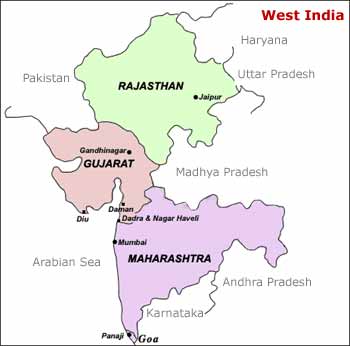 West India
Haryana
Pakistan
Uttar Pradesh
RAJASTHAN
Jaipur
Gandhinagar
GUJARAT
Madhya Pradesh
Daman
Diu
Dadra & Nagar Haveli
Mumbai
Arabian Sea
MAHARASHTRA
Andhra Pradesh
Karnataka
Panaji
Goa